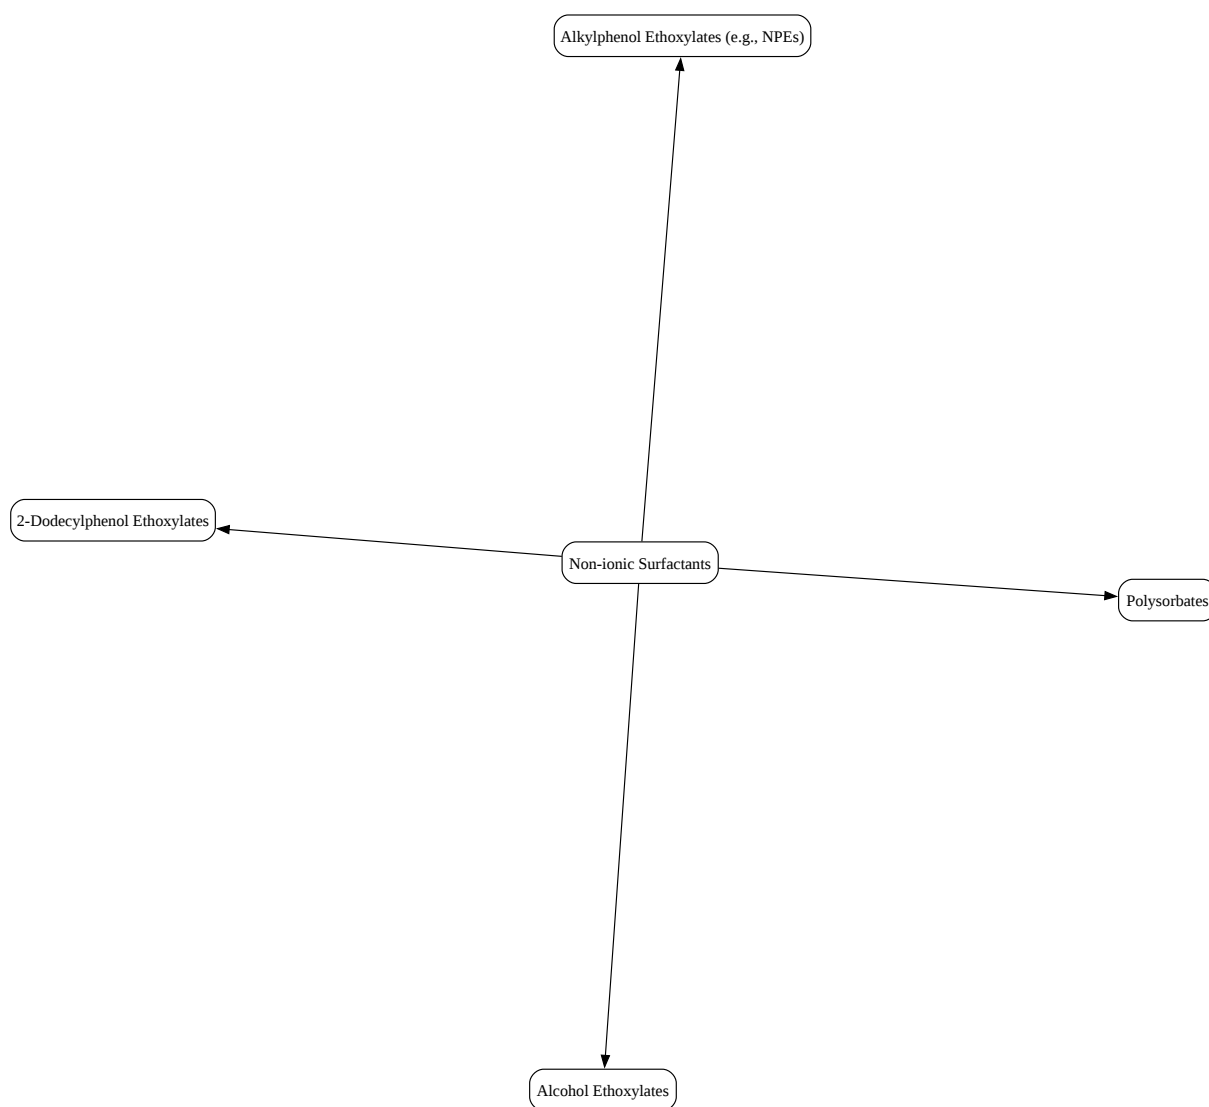 Alkylphenol Ethoxylates (e.g., NPEs)
2-Dodecylphenol Ethoxylates
Non-ionic Surfactants
Polysorbates
Alcohol Ethoxylates